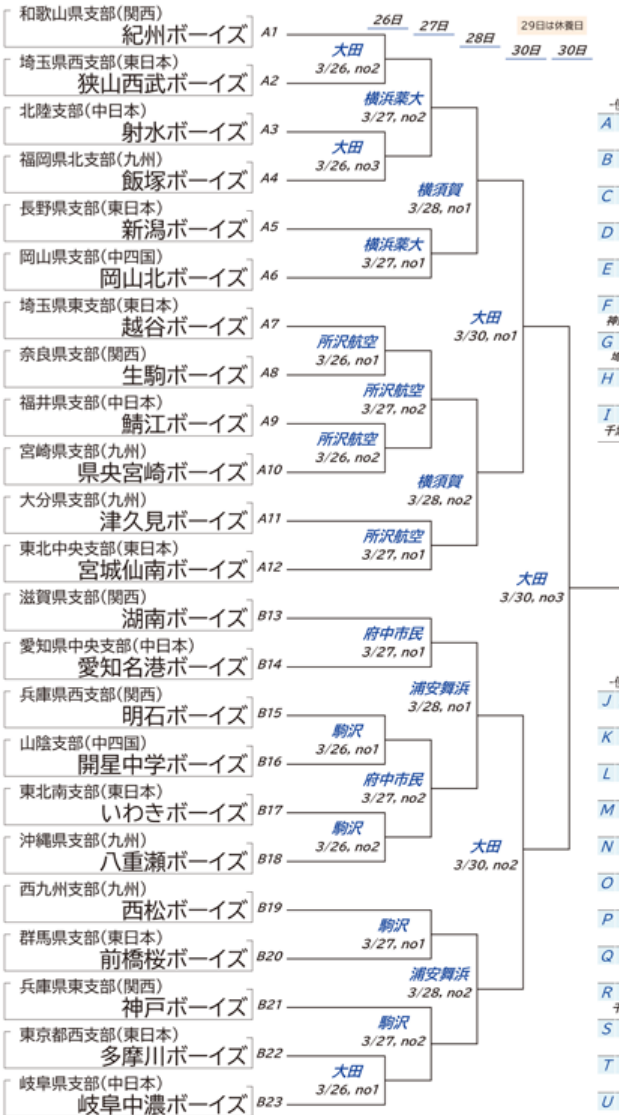 26日 27日 28日 30日 30日
29日は休養日
和歌山県支部(関西)
紀州ボーイズ A1
埼玉県西支部(東日本)
狭山西武ボーイズ A2
北陸支部(中日本)
射水ボーイズ A3
福岡県北支部(九州)
飯塚ボーイズ A4
長野県支部(東日本)
新潟ボーイズ A5
岡山県支部(中四国)
岡山北ボーイズ A6
埼玉県東支部(東日本)
越谷ボーイズ A7
奈良県支部(関西)
生駒ボーイズ A8
福井県支部(中日本)
鯖江ボーイズ A9
宮崎県支部(九州)
県央宮崎ボーイズ A10
大分県支部(九州)
津久見ボーイズ A11
東北中央支部(東日本)
宮城仙南ボーイズ A12
滋賀県支部(関西)
湖南ボーイズ B13
愛知県中央支部(中日本)
愛知名港ボーイズ B14
兵庫県西支部(関西)
明石ボーイズ B15
山陰支部(中四国)
開星中学ボーイズ B16
東北南支部(東日本)
いわきボーイズ B17
沖縄県支部(九州)
八重瀬ボーイズ B18
西九州支部(九州)
西松ボーイズ B19
群馬県支部(東日本)
前橋桜ボーイズ B20
兵庫県東支部(関西)
神戸ボーイズ B21
東京都西支部(東日本)
多摩川ボーイズ B22
岐阜県支部(中日本)
岐阜中濃ボーイズ B23
大田
3/26, no2
大田
3/26, no3
所沢航空
3/26, no1
所沢航空
3/26, no2
駒沢
3/26, no1
駒沢
3/26, no2
大田
3/26, no1
横浜薬大
3/27, no2
横浜薬大
3/27, no1
所沢航空
3/27, no2
所沢航空
3/27, no1
府中市民
3/27, no1
府中市民
3/27, no2
駒沢
3/27, no1
駒沢
3/27, no2
横須賀
3/28, no1
横須賀
3/28, no2
浦安舞浜
3/28, no1
浦安舞浜
3/28, no2
大田
3/30, no1
大田
3/30, no2
大田
3/30, no3
A
B
C
D
E
F
G
H
I
J
K
L
M
N
O
P
Q
R
S
T
U